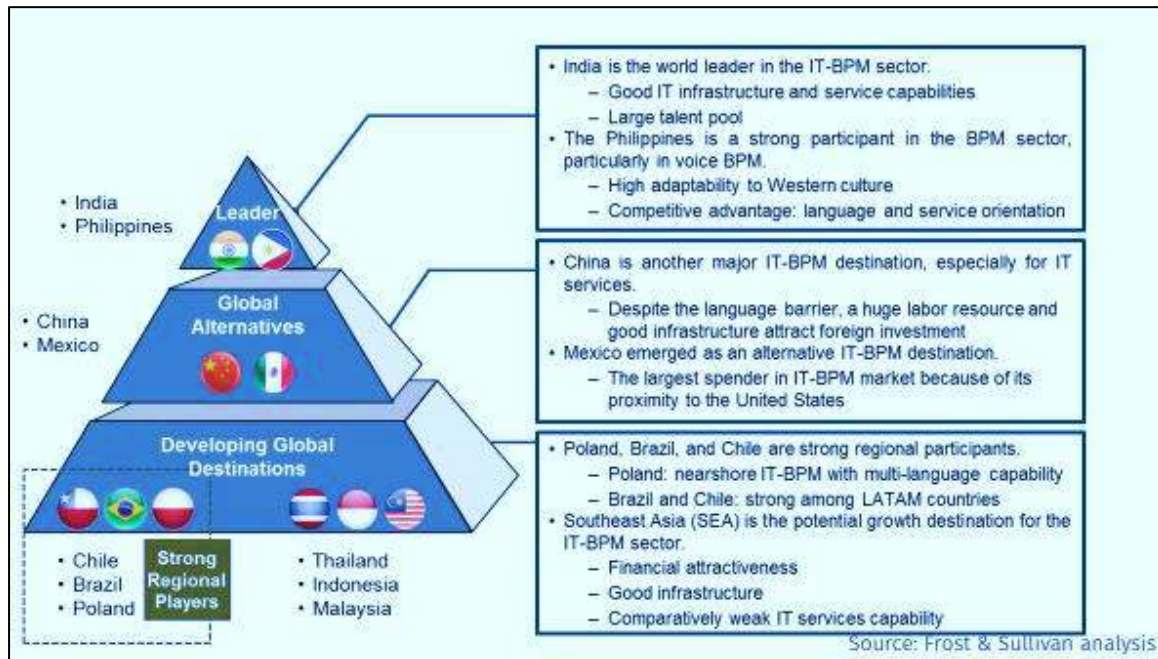 • India is the world leader in the IT-BPM sector.
– Good IT infrastructure and service capabilities
– Large talent pool
• The Philippines is a strong participant in the BPM sector,
particularly in voice BPM.
– High adaptability to Western culture
– Competitive advantage: language and service orientation
• India
• Philippines
Leader
• China is another major IT-BPM destination, especially for IT
services.
– Despite the language barrier, a huge labor resource and
good infrastructure attract foreign investment
• Mexico emerged as an alternative IT-BPM destination.
– The largest spender in IT-BPM market because of its
proximity to the United States
• China
• Mexico
Global
Alternatives
• Poland, Brazil, and Chile are strong regional participants.
– Poland: nearshore IT-BPM with multi-language capability
– Brazil and Chile: strong among LATAM countries
• Southeast Asia (SEA) is the potential growth destination for the
IT-BPM sector.
– Financial attractiveness
– Good infrastructure
– Comparatively weak IT services capability
Developing Global
Destinations
• Chile
• Brazil
• Poland
Strong
Regional
Players
• Thailand
• Indonesia
• Malaysia
Source: Frost & Sullivan analysis